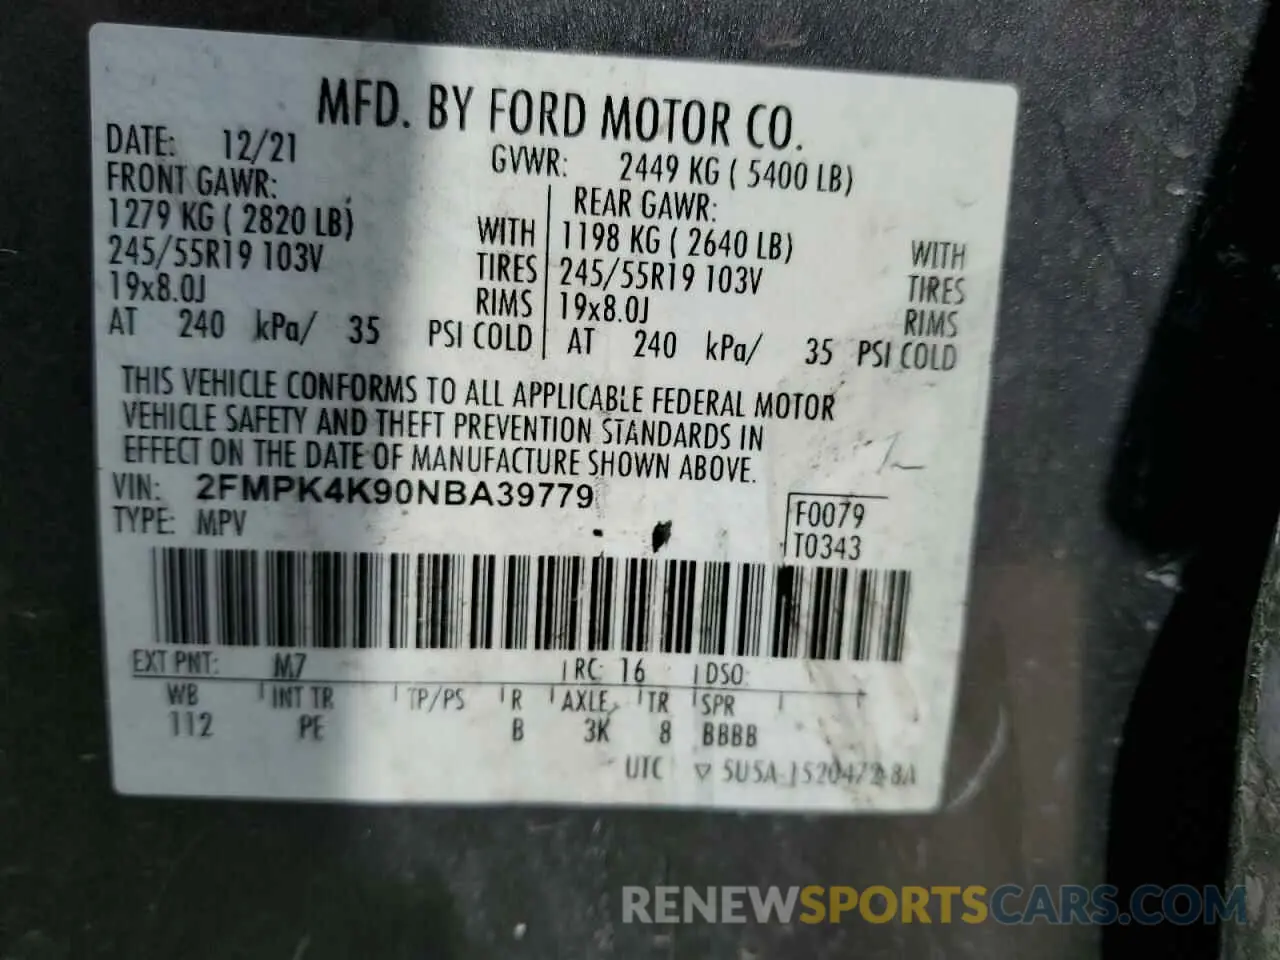 MFD. BY FORD MOTOR CO.
DATE: 12/21 GVWR: 2449 KG ( 5400 LB)
FRONT GAWR: REAR GAWR:
1279 KG ( 2820 LB) WITH 1198 KG ( 2640 LB) WITH
245/55R19 103V TIRES 245/55R19 103V TIRES
19x8.0J RIMS 19x8.0J RIMS
AT 240 kPa/ 35 PSI COLD AT 240 kPa/ 35 PSI COLD
THIS VEHICLE CONFORMS TO ALL APPLICABLE FEDERAL MOTOR
VEHICLE SAFETY AND THEFT PREVENTION STANDARDS IN
EFFECT ON THE DATE OF MANUFACTURE SHOWN ABOVE.
VIN: 2FMPK4K90NBA39779
TYPE: MPV
F0079
T0343
EXT PNT: M7 RC: 16 DSO:
WB INT TR TP/PS R AXLE TR SPR
112 PE B 3K 8 BBBB
UTC
RENEWSPORTSCARS.COM